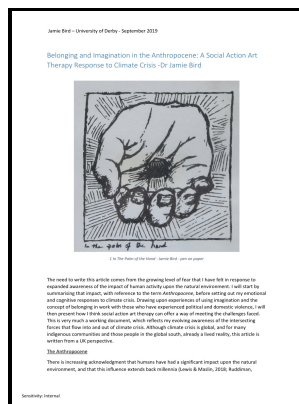 Jamie Bird – University of Derby - September 2019
Belonging and Imagination in the Anthropocene: A Social Action Art
Therapy Response to Climate Crisis -Dr Jamie Bird
In the Palm of the Hand
1 In The Palm of the Hand - Jamie Bird - pen on paper
The need to write this article comes from the growing level of fear that I have felt in response to
expanded awareness of the impact of human activity upon the natural environment. I will start by
summarising that impact, with reference to the term Anthropocene, before setting out my emotional
and cognitive responses to climate crisis. Drawing upon experiences of using imagination and the
concept of belonging in work with those who have experienced political and domestic violence, I will
then present how I think social art therapy can offer a way of meeting the challenges faced.
This is very much a working document, which reflects my evolving awareness of the intersecting
forces that flow into and out of climate crisis. Although climate crisis is global, and for many
indigenous communities and those people in the global south, already a lived reality, this article is
written from a UK perspective.
The Anthropocene
There is increasing acknowledgment that humans have had a significant impact upon the natural
environment, and that this influence extends back millennia (Lewis & Maslin, 2018; Ruddiman,
Sensitivity: Internal